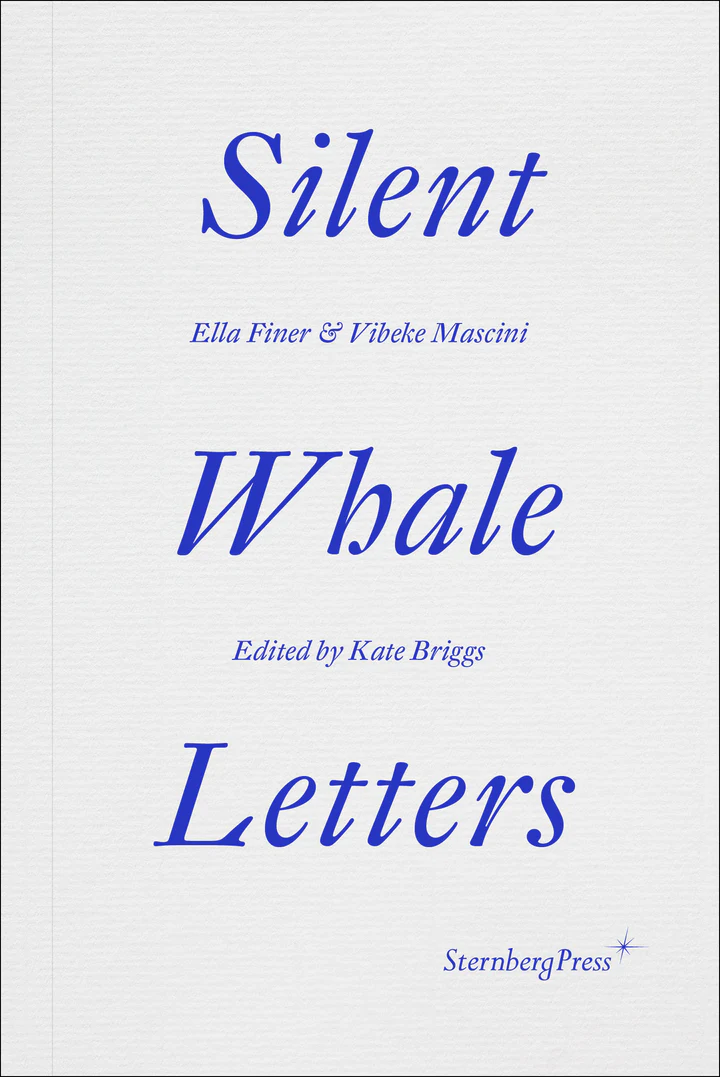 Silent
Ella Finer & Vibeke Mascini
Whale
Edited by Kate Briggs
Letters
SternbergPress